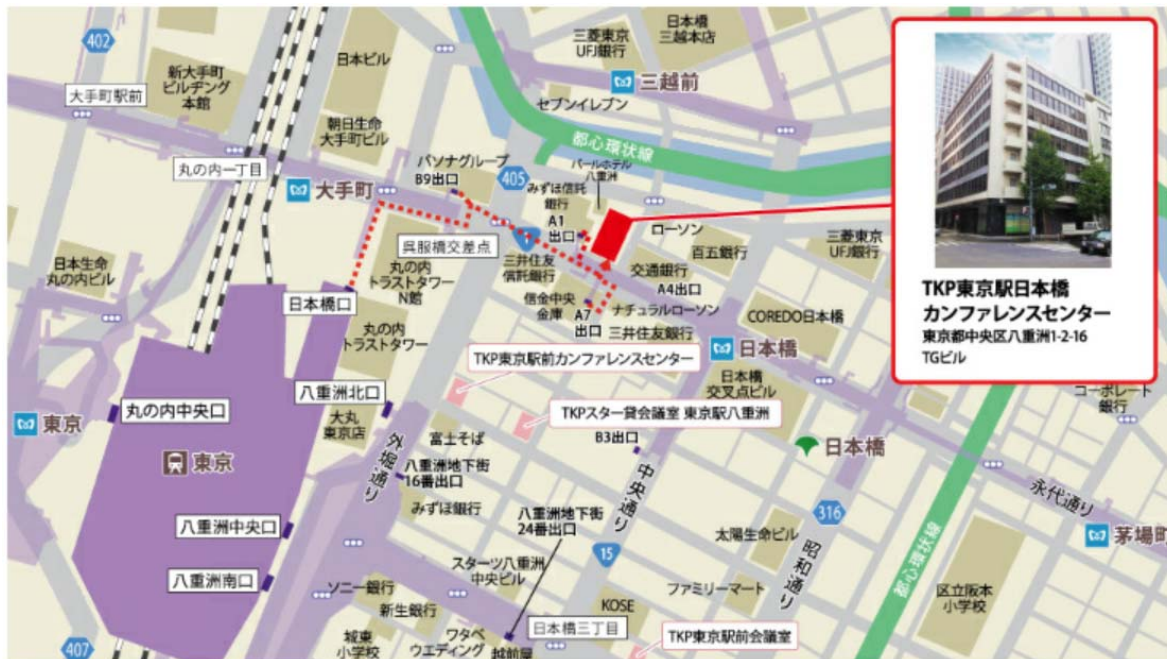 402
新大手町
ビルヂング
本館
日本ビル
大手町駅前
朝日生命
大手町ビル
丸の内一丁目
大手町
パソナグループ
B9出口
405
三菱東京
UFJ銀行
日本橋
三越本店
三越前
セブンイレブン
都心環状線
パールホテル
八重洲
みずほ信託
銀行
A1
出口
呉服橋交差点
1
三井住友
信託銀行
ローソン
百五銀行
三菱東京
UFJ銀行
交通銀行
A4出口
信金中央
金庫
A7
出口
ナチュラルローソン
三井住友銀行
COREDO日本橋
日本橋
日本橋
交叉点ビル
日本生命
丸の内ビル
丸の内
トラストタワー
N館
日本橋口
丸の内
トラストタワー
TKP東京駅前カンファレンスセンター
八重洲北口
TKPスター貸会議室 東京駅八重洲
丸の内中央口
東京
大丸
東京店
東京
富士そば
外堀通り
八重洲地下街
16番出口
みずほ銀行
B3出口
中央通り
日本橋
八重洲中央口
八重洲地下街
24番出口
八重洲南口
15
316
太陽生命ビル
昭和通り
スターツ八重洲
中央ビル
ソニー銀行
新生銀行
ファミリーマート
KOSE
城東
小学校
ワタベ
ウエディング
越前屋
日本橋三丁目
TKP東京駅前会議室
407
都心環状線
区立阪本
小学校
永代通り
茅場町
コーポレート
銀行
TKP東京駅日本橋
カンファレンスセンター
東京都中央区八重洲1-2-16
TGビル